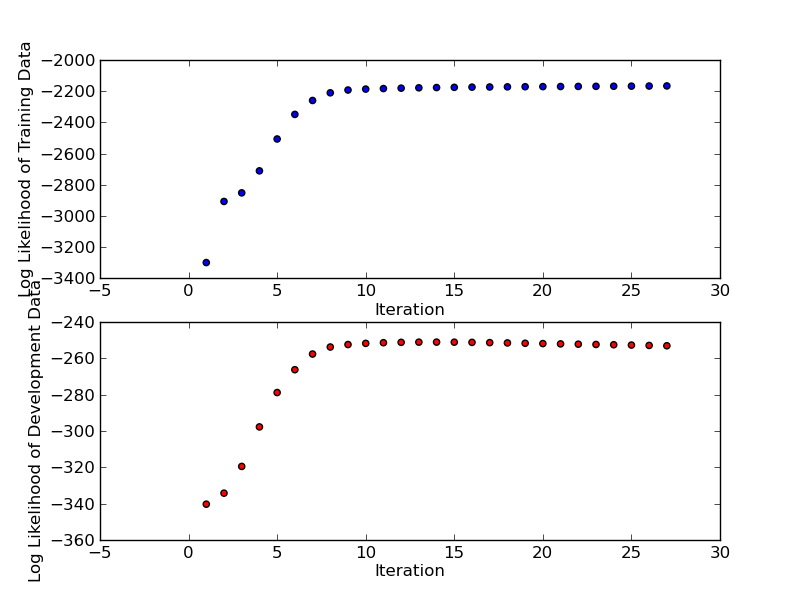 Log Likelihood of Training Data
−2000
−2200
−2400
−2600
−2800
−3000
−3200
−3400
−5 0 5 10 15 20 25 30
Iteration
Log Likelihood of Development Data
−240
−260
−280
−300
−320
−340
−360
−5 0 5 10 15 20 25 30
Iteration